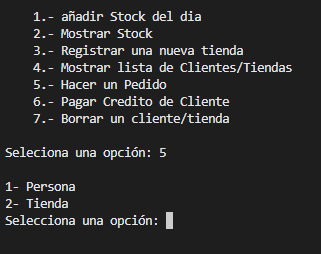 1.- añadir Stock del dia
2.- Mostrar Stock
3.- Registrar una nueva tienda
4.- Mostrar lista de Clientes/Tiendas
5.- Hacer un Pedido
6.- Pagar Credito de Cliente
7.- Borrar un cliente/tienda
Seleciona una opción: 5
1- Persona
2- Tienda
Selecciona una opción: